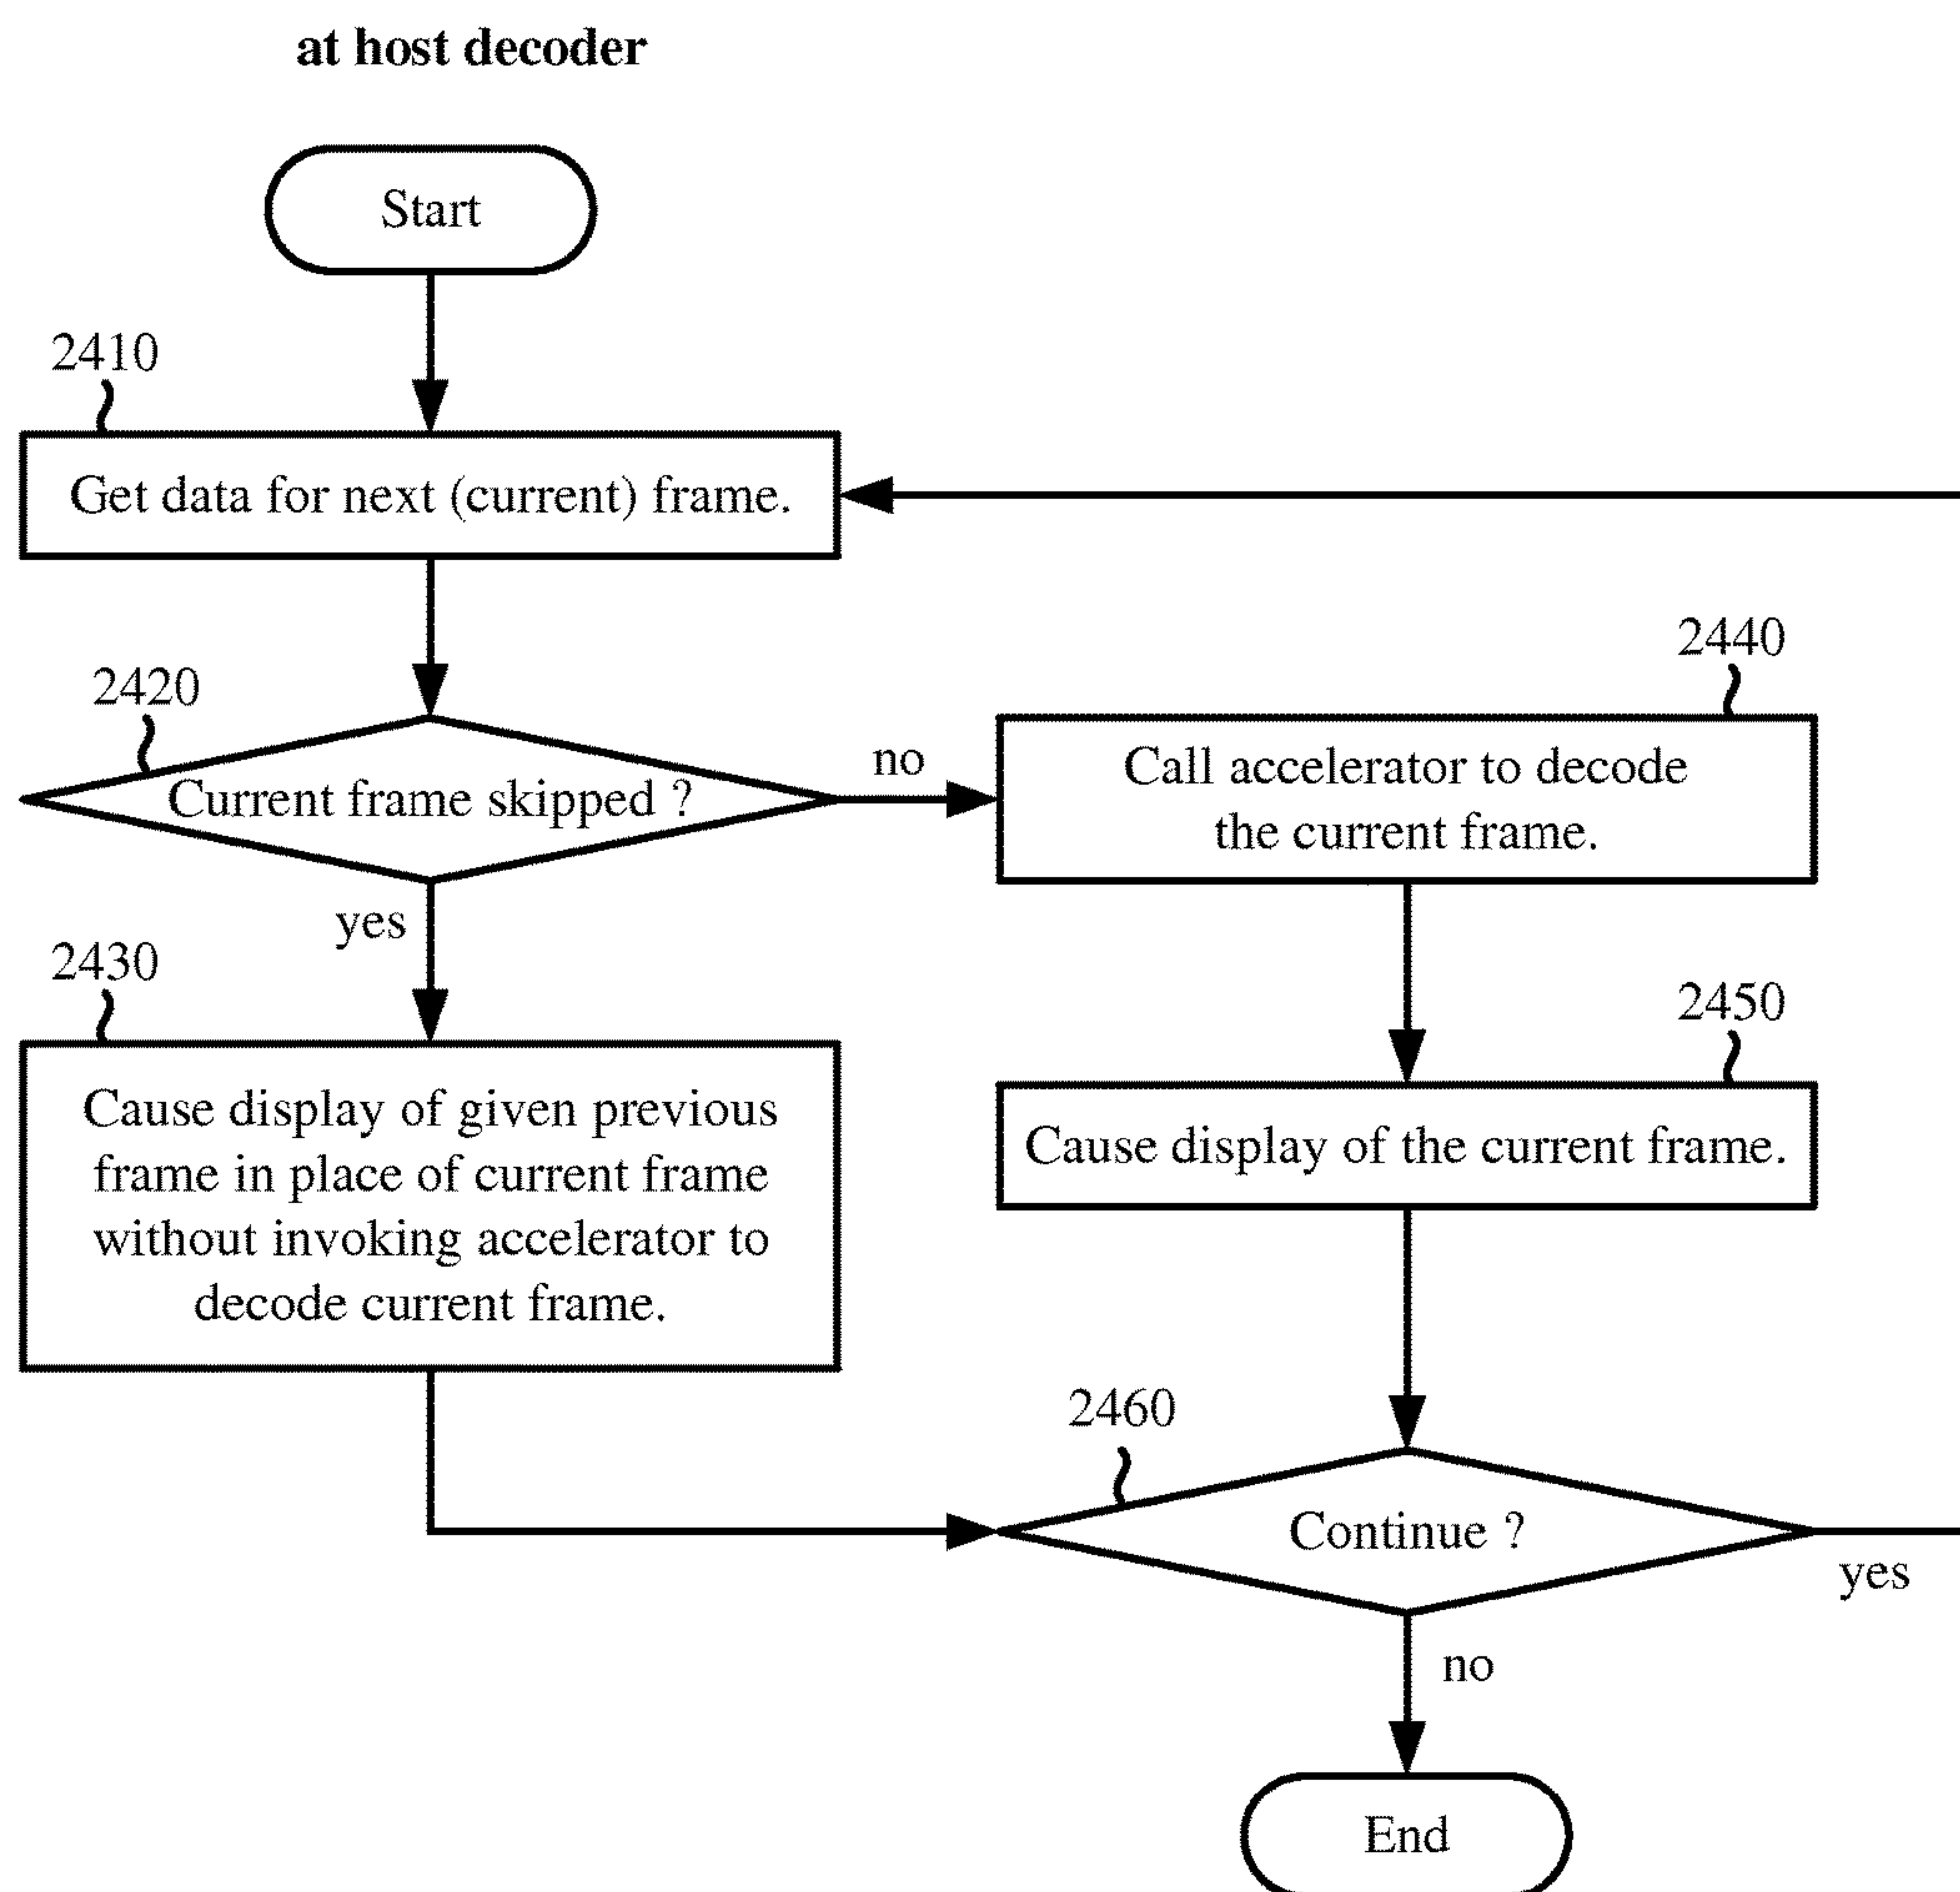 at host decoder
Start
2410
Get data for next (current) frame.
2420
Current frame skipped ?
no
yes
2440
Call accelerator to decode
the current frame.
2430
Cause display of given previous
frame in place of current frame
without invoking accelerator to
decode current frame.
2450
Cause display of the current frame.
2460
Continue ?
yes
no
End